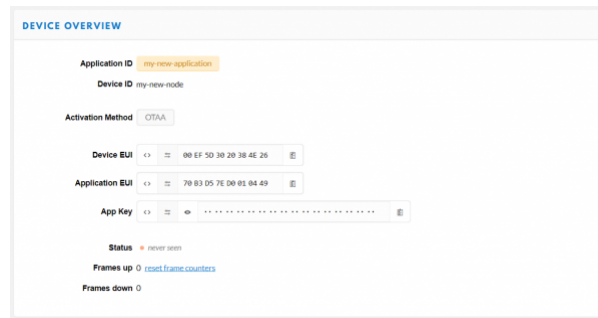 DEVICE OVERVIEW
Application ID my-new-application
Device ID my-new-node
Activation Method OTAA
Device EUI <> 00 EF 5D 30 20 38 4E 26
Application EUI <> 70 B3 D5 7E D0 01 04 49
App Key <> ·· ·· ·· ·· ·· ·· ·· ·· ·· ·· ·· ·· ·· ·· ·· ··
Status never seen
Frames up 0 reset frame counters
Frames down 0